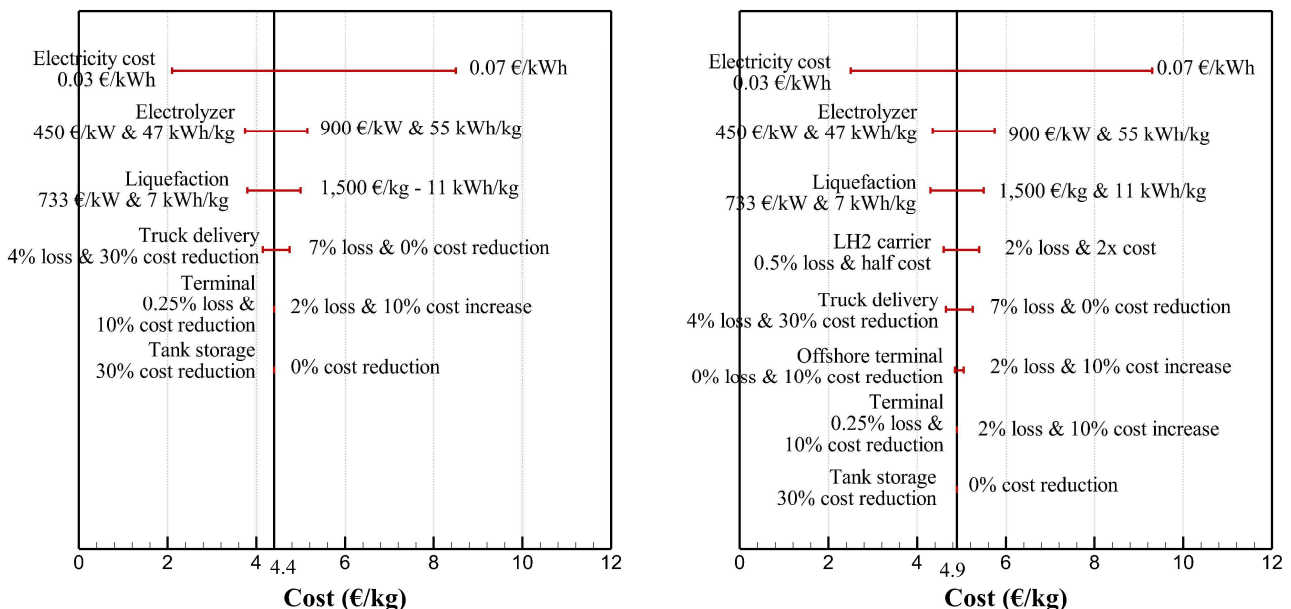 Electricity cost
0.03 €/kWh
0.07 €/kWh
Electrolyzer
450 €/kW & 47 kWh/kg
900 €/kW & 55 kWh/kg
Liquefaction
733 €/kW & 7 kWh/kg
1,500 €/kg - 11 kWh/kg
Truck delivery
4% loss & 30% cost reduction
7% loss & 0% cost reduction
Terminal
0.25% loss &
10% cost reduction
2% loss & 10% cost increase
Tank storage
30% cost reduction
0% cost reduction
0 2 4 6 8 10 12
4.4
Cost (€/kg)
Electricity cost
0.03 €/kWh
0.07 €/kWh
Electrolyzer
450 €/kW & 47 kWh/kg
900 €/kW & 55 kWh/kg
Liquefaction
733 €/kW & 7 kWh/kg
1,500 €/kg & 11 kWh/kg
LH2 carrier
0.5% loss & half cost
2% loss & 2x cost
Truck delivery
4% loss & 30% cost reduction
7% loss & 0% cost reduction
Offshore terminal
0% loss & 10% cost reduction
2% loss & 10% cost increase
Terminal
0.25% loss &
10% cost reduction
2% loss & 10% cost increase
Tank storage
30% cost reduction
0% cost reduction
0 2 4 6 8 10 12
4.9
Cost (€/kg)